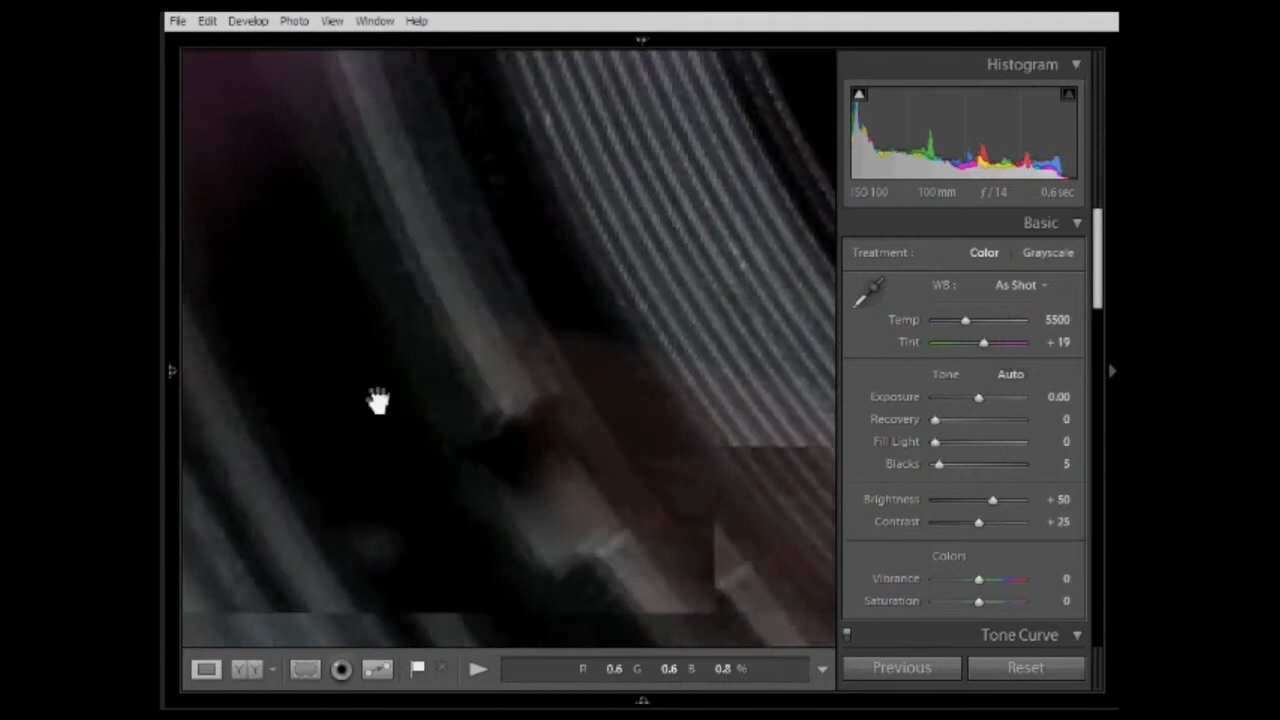 File Edit Develop Photo View Window Help
Histogram
ISO 100 100 mm ƒ / 14 0.6 sec
Basic
Treatment : Color Grayscale
WB : As Shot
Temp 5500
Tint + 19
Tone Auto
Exposure 0.00
Recovery 0
Fill Light 0
Blacks 5
Brightness + 50
Contrast + 25
Colors
Vibrance 0
Saturation 0
Tone Curve
Y Y R 0.6 G 0.6 B 0.8 %
Previous Reset